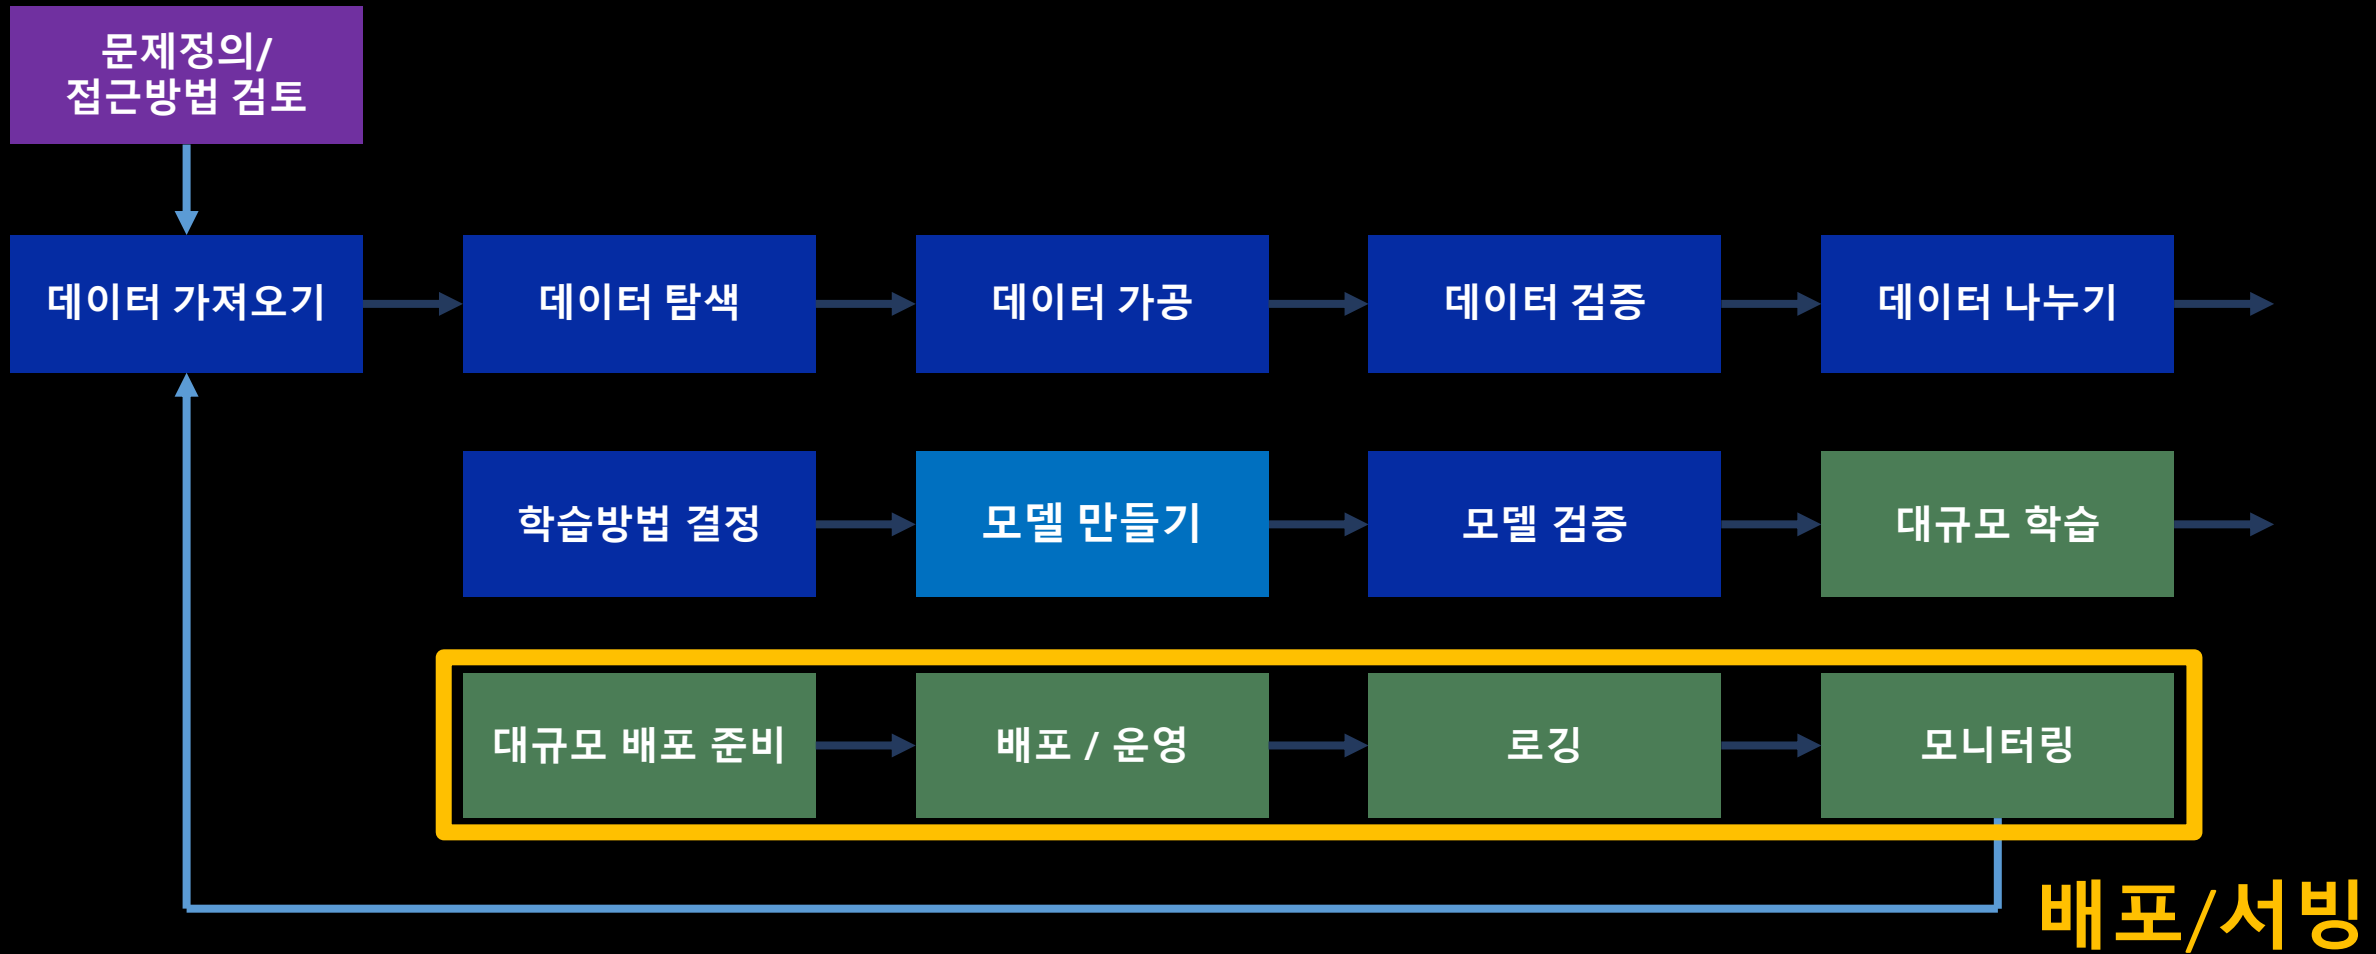 문제정의/
접근방법 검토
데이터 가져오기
데이터 탐색
데이터 가공
데이터 검증
데이터 나누기
학습방법 결정
모델 만들기
모델 검증
대규모 학습
대규모 배포 준비
배포 / 운영
로깅
모니터링
배포/서빙